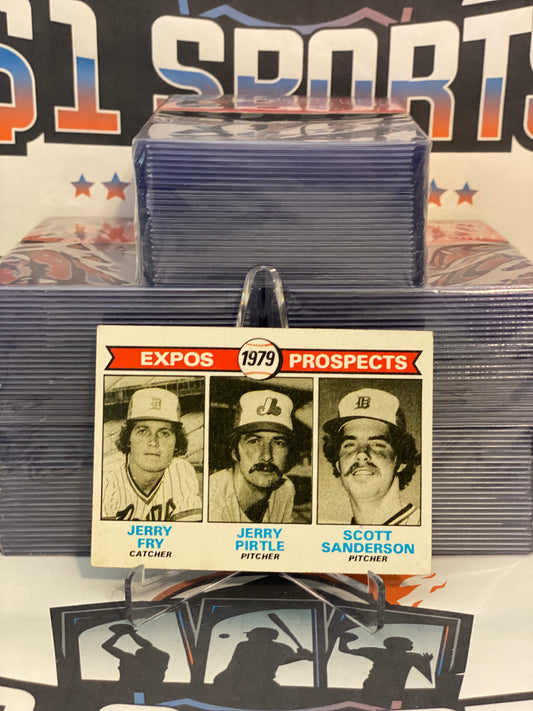 $1 SPORTS
EXPOS 1979 PROSPECTS
JERRY FRY
CATCHER
JERRY PIRTLE
PITCHER
SCOTT SANDERSON
PITCHER